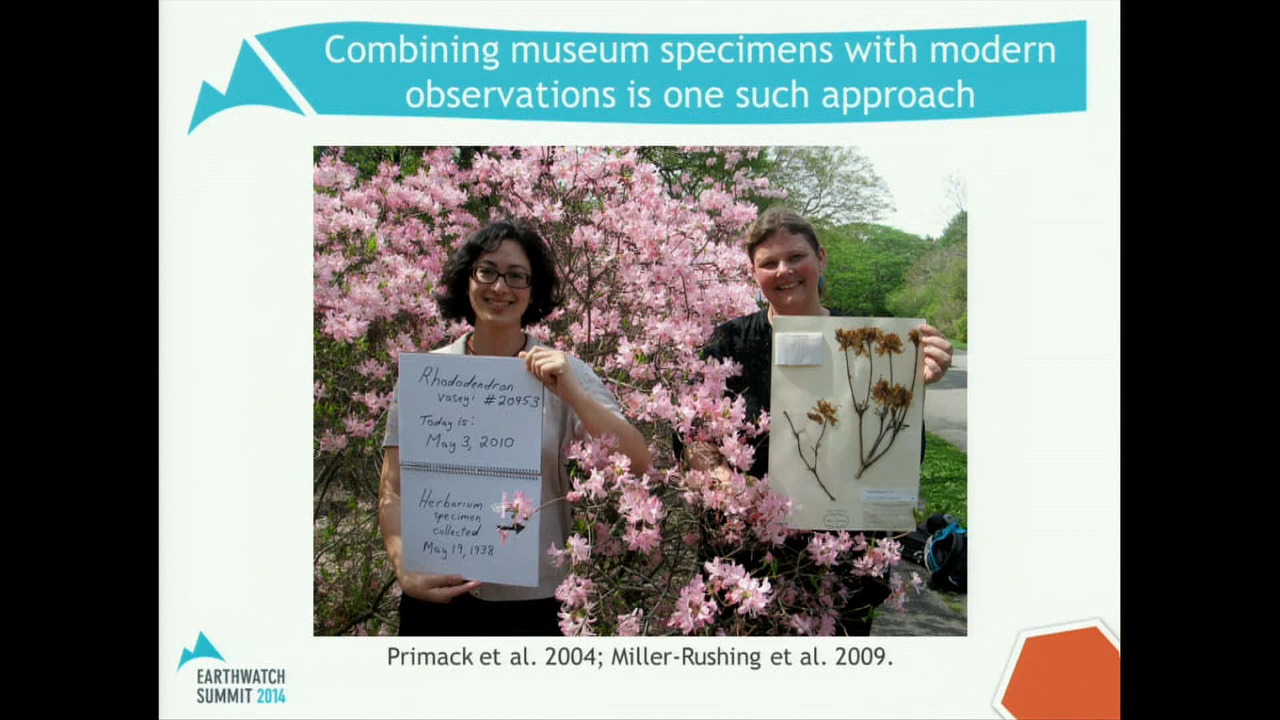 Combining museum specimens with modern
observations is one such approach
Rhododendron
vaseyi #20953
Today is:
May 3, 2010
Herbarium
specimen
collected
May 19, 1938
Primack et al. 2004; Miller-Rushing et al. 2009.
EARTHWATCH
SUMMIT 2014